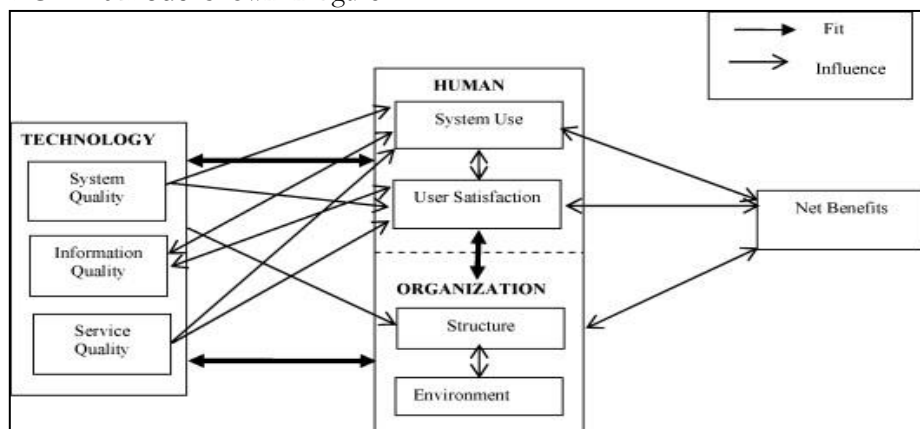 Fit
Influence
HUMAN
System Use
User Satisfaction
TECHNOLOGY
System
Quality
Information
Quality
Service
Quality
ORGANIZATION
Structure
Environment
Net Benefits